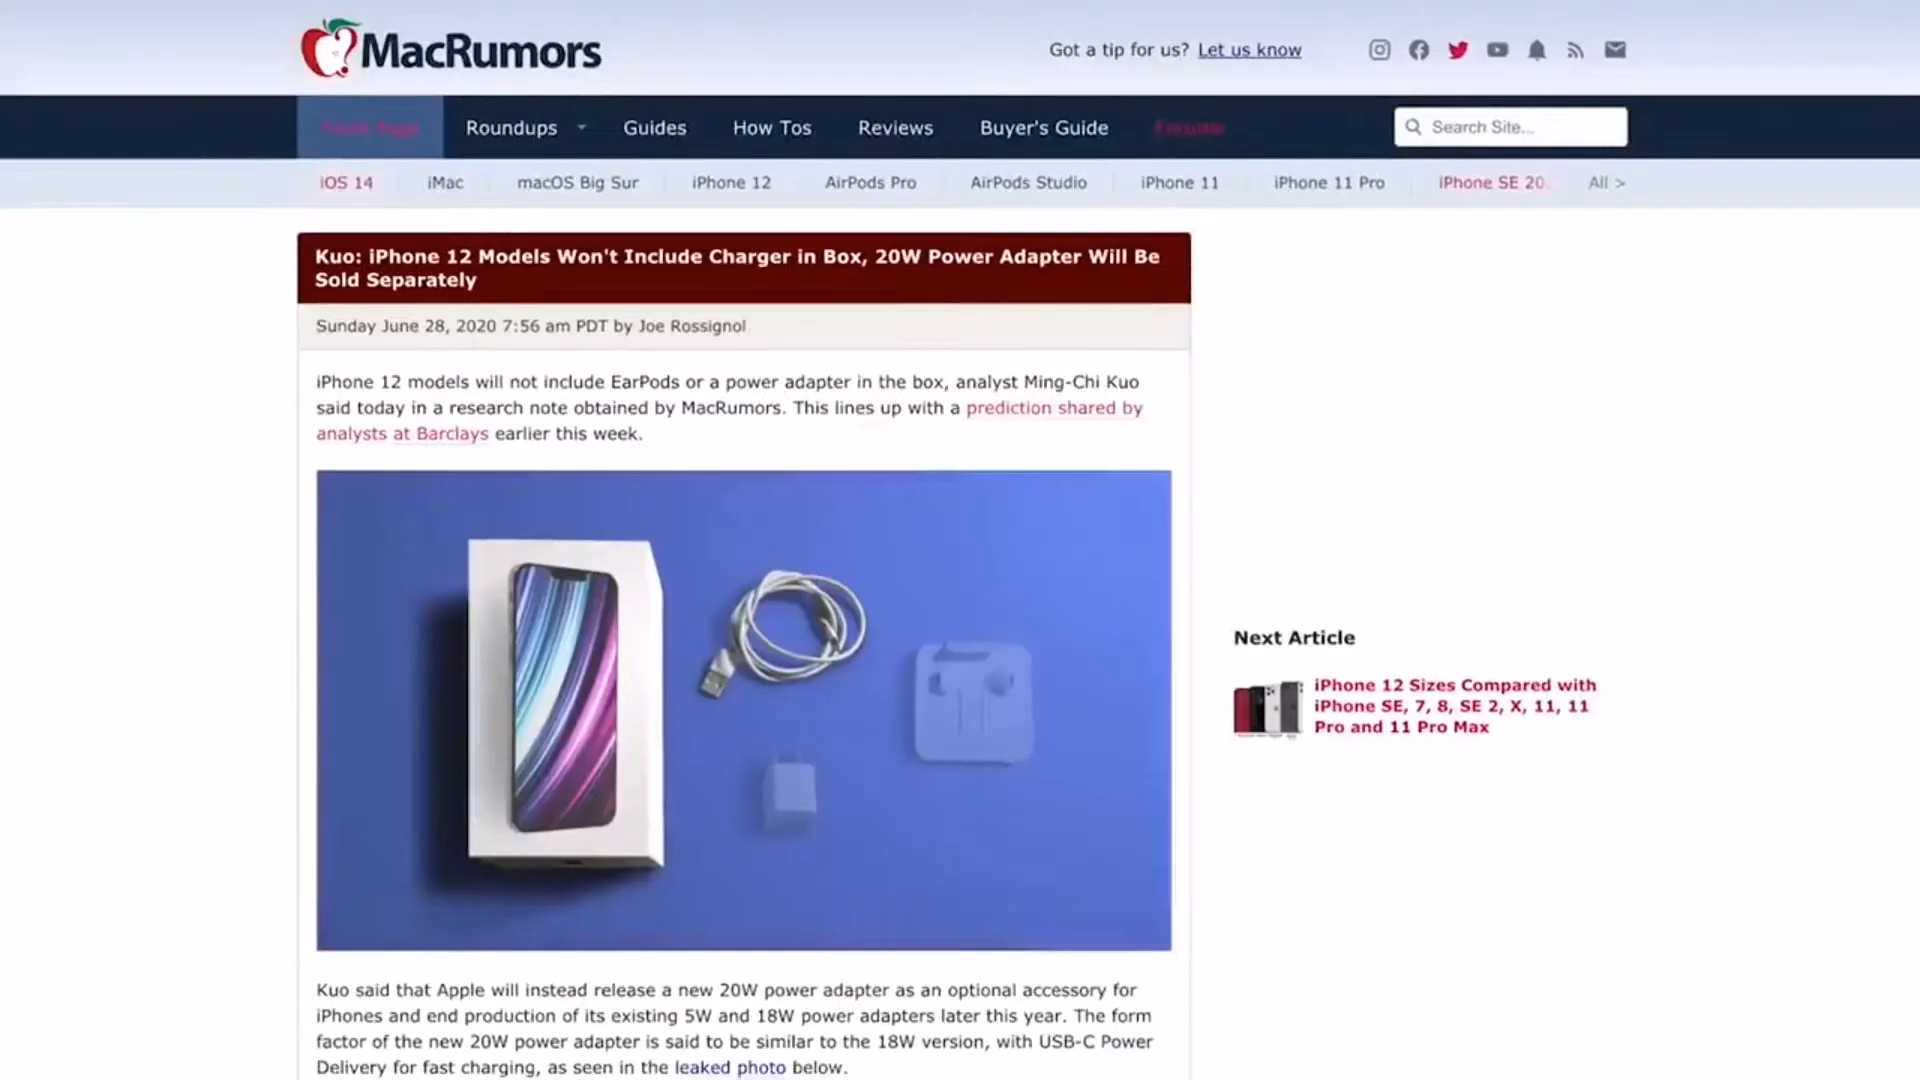 MacRumors
Got a tip for us? Let us know
Front Page Roundups Guides How Tos Reviews Buyer's Guide Forums Search Site...
iOS 14 iMac macOS Big Sur iPhone 12 AirPods Pro AirPods Studio iPhone 11 iPhone 11 Pro iPhone SE 20. All >
Kuo: iPhone 12 Models Won't Include Charger in Box, 20W Power Adapter Will Be
Sold Separately
Sunday June 28, 2020 7:56 am PDT by Joe Rossignol
iPhone 12 models will not include EarPods or a power adapter in the box, analyst Ming-Chi Kuo
said today in a research note obtained by MacRumors. This lines up with a prediction shared by
analysts at Barclays earlier this week.
Kuo said that Apple will instead release a new 20W power adapter as an optional accessory for
iPhones and end production of its existing 5W and 18W power adapters later this year. The form
factor of the new 20W power adapter is said to be similar to the 18W version, with USB-C Power
Delivery for fast charging, as seen in the leaked photo below.
Next Article
iPhone 12 Sizes Compared with
iPhone SE, 7, 8, SE 2, X, 11, 11
Pro and 11 Pro Max